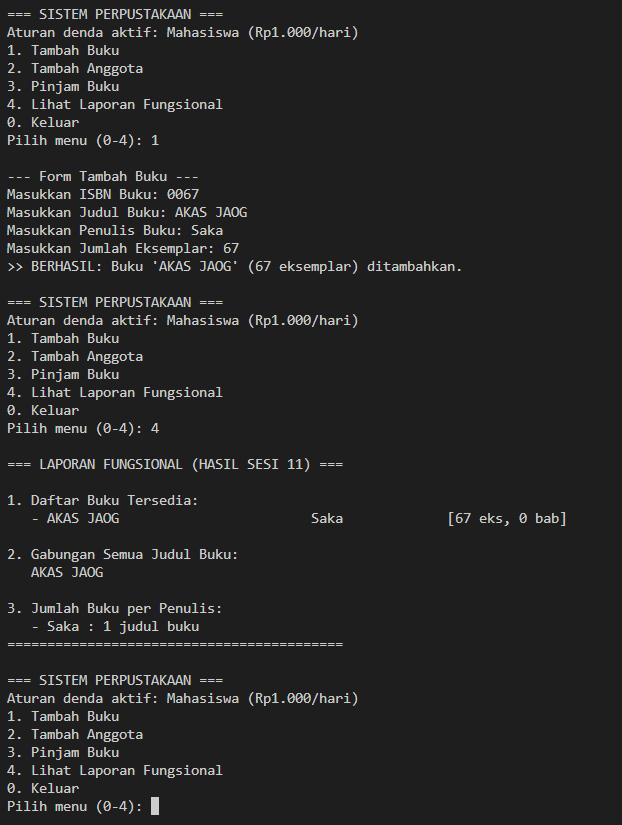 === SISTEM PERPUSTAKAAN ===
Aturan denda aktif: Mahasiswa (Rp1.000/hari)
1. Tambah Buku
2. Tambah Anggota
3. Pinjam Buku
4. Lihat Laporan Fungsional
0. Keluar
Pilih menu (0-4): 1

--- Form Tambah Buku ---
Masukkan ISBN Buku: 0067
Masukkan Judul Buku: AKAS JAOG
Masukkan Penulis Buku: Saka
Masukkan Jumlah Eksemplar: 67
>> BERHASIL: Buku 'AKAS JAOG' (67 eksemplar) ditambahkan.

=== SISTEM PERPUSTAKAAN ===
Aturan denda aktif: Mahasiswa (Rp1.000/hari)
1. Tambah Buku
2. Tambah Anggota
3. Pinjam Buku
4. Lihat Laporan Fungsional
0. Keluar
Pilih menu (0-4): 4

=== LAPORAN FUNGSIONAL (HASIL SESI 11) ===

1. Daftar Buku Tersedia:
   - AKAS JAOG                        Saka             [67 eks, 0 bab]

2. Gabungan Semua Judul Buku:
   AKAS JAOG

3. Jumlah Buku per Penulis:
   - Saka : 1 judul buku
==========================================

=== SISTEM PERPUSTAKAAN ===
Aturan denda aktif: Mahasiswa (Rp1.000/hari)
1. Tambah Buku
2. Tambah Anggota
3. Pinjam Buku
4. Lihat Laporan Fungsional
0. Keluar
Pilih menu (0-4):